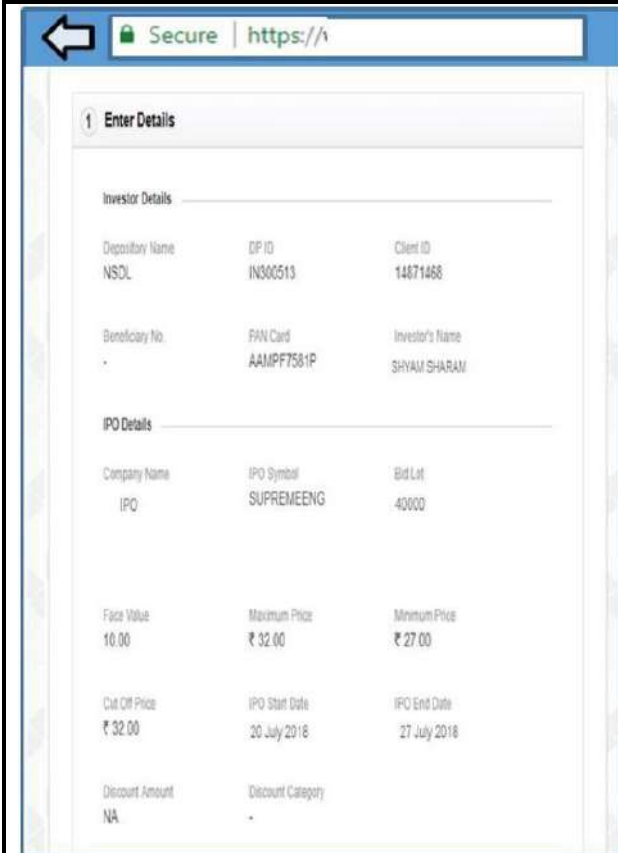 Secure | https://
1 Enter Details
Investor Details
Depository Name DP ID Client ID
NSDL IN300513 14871468
Beneficiary No. PAN Card Investor's Name
- AAMPF7581P SHYAM SHARAM
IPO Details
Company Name IPO Symbol Bid Lot
IPO SUPREMEENG 40000
Face Value Maximum Price Minimum Price
10.00 ₹ 32.00 ₹ 27.00
Cut Off Price IPO Start Date IPO End Date
₹ 32.00 20 July 2018 27 July 2018
Discount Amount Discount Category
NA -